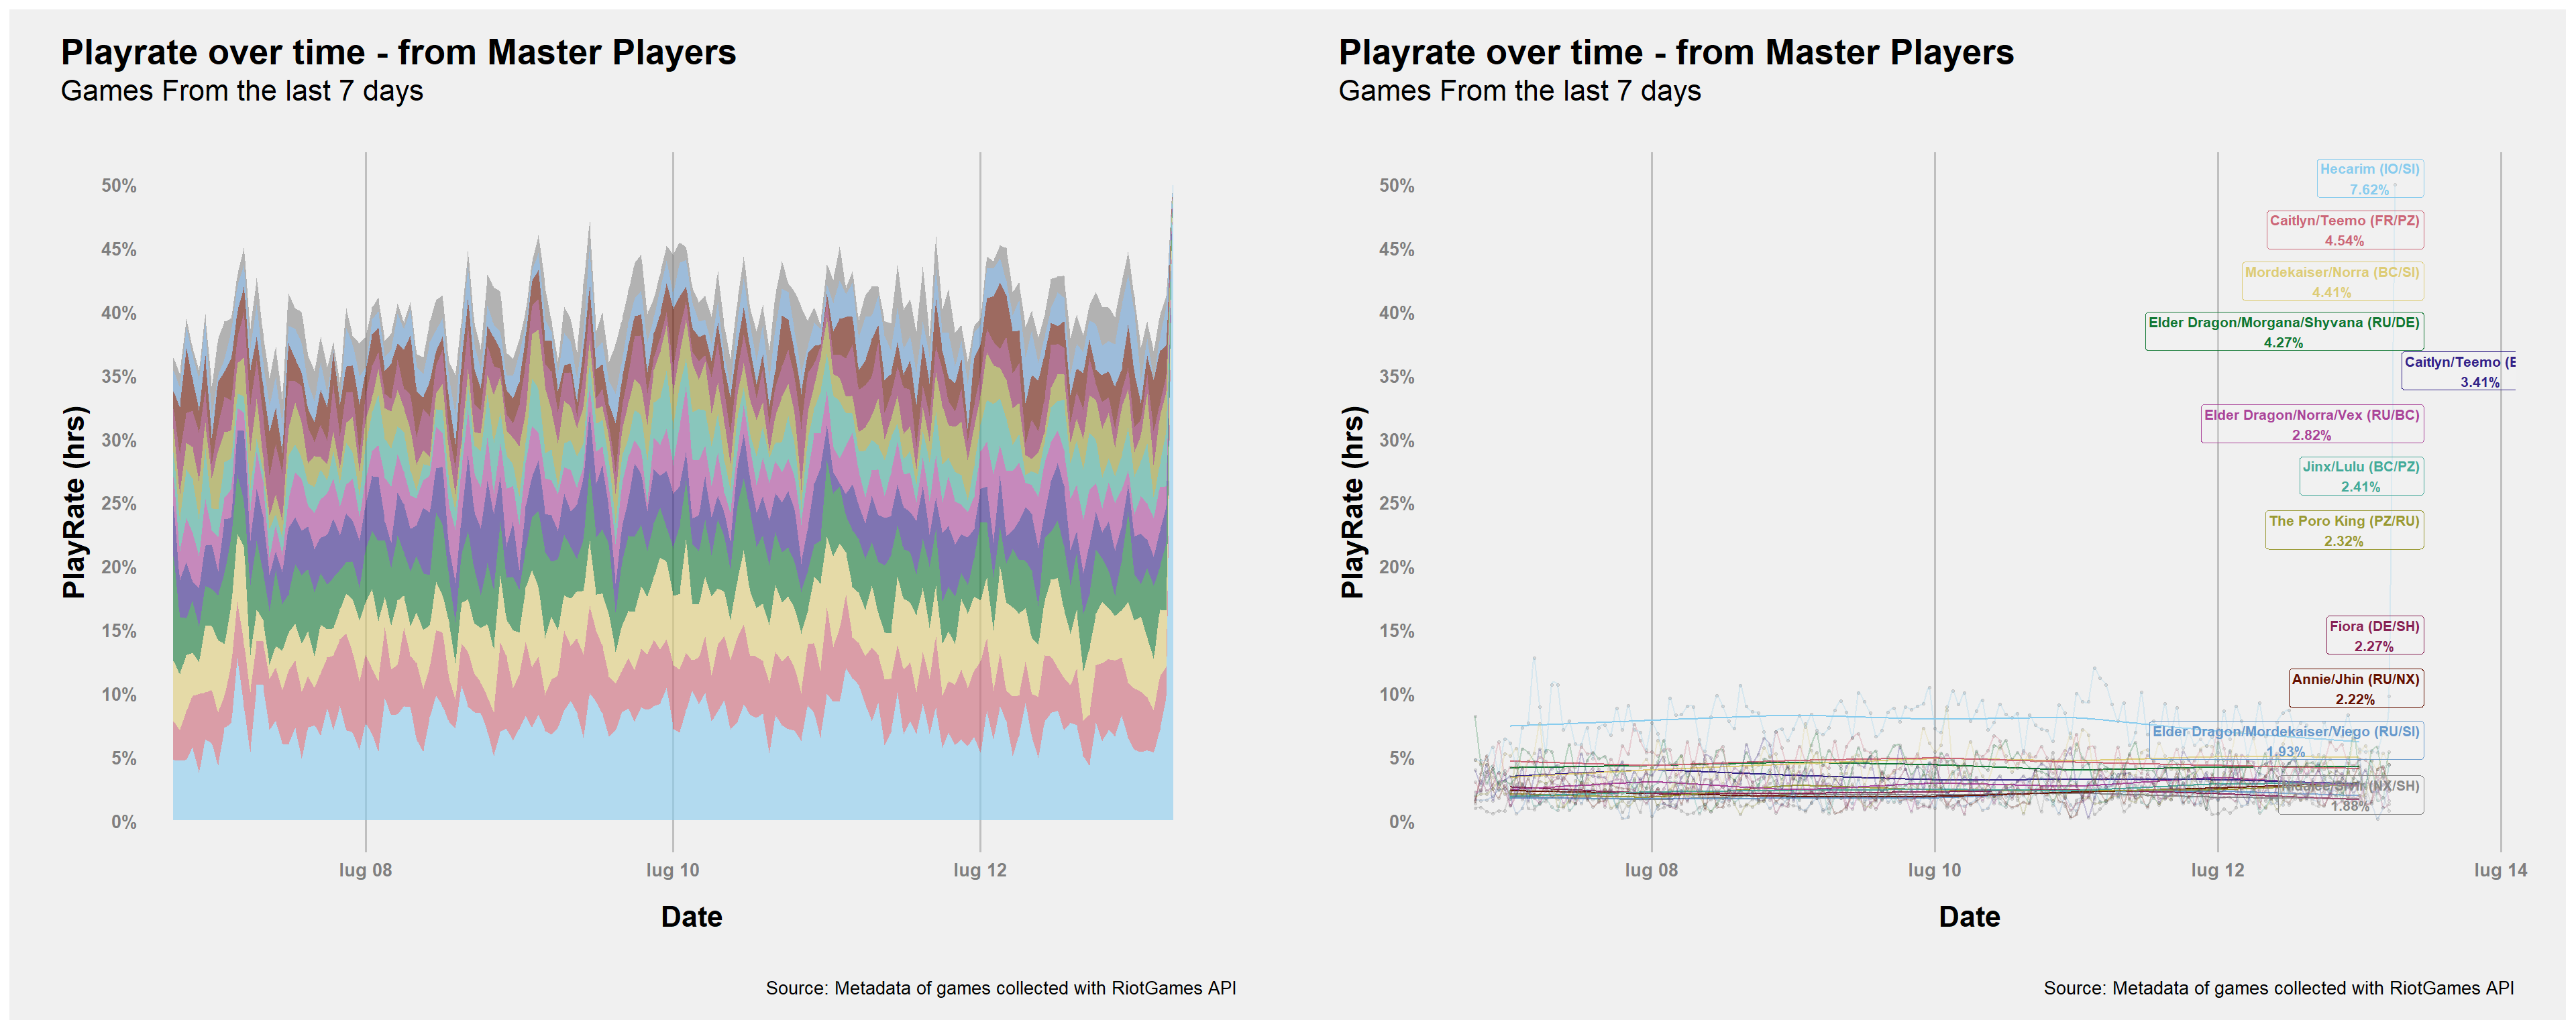 Playrate over time - from Master Players
Games From the last 7 days
50%
45%
40%
35%
30%
25%
20%
15%
10%
5%
0%
PlayRate (hrs)
lug 08
lug 10
lug 12
Date
Source: Metadata of games collected with RiotGames API
Playrate over time - from Master Players
Games From the last 7 days
50%
45%
40%
35%
30%
25%
20%
15%
10%
5%
0%
PlayRate (hrs)
Hecarim (IO/SI)
7.62%
Caitlyn/Teemo (FR/PZ)
4.54%
Mordekaiser/Norra (BC/SI)
4.41%
Elder Dragon/Morgana/Shyvana (RU/DE)
4.27%
Caitlyn/Teemo
3.41%
Elder Dragon/Norra/Vex (RU/BC)
2.82%
Jinx/Lulu (BC/PZ)
2.41%
The Poro King (PZ/RU)
2.32%
Fiora (DE/SH)
2.27%
Annie/Jhin (RU/NX)
2.22%
Elder Dragon/Mordekaiser/Viego (RU/SI)
1.93%
(NX/SH)
1.88%
lug 08
lug 10
lug 12
lug 14
Date
Source: Metadata of games collected with RiotGames API